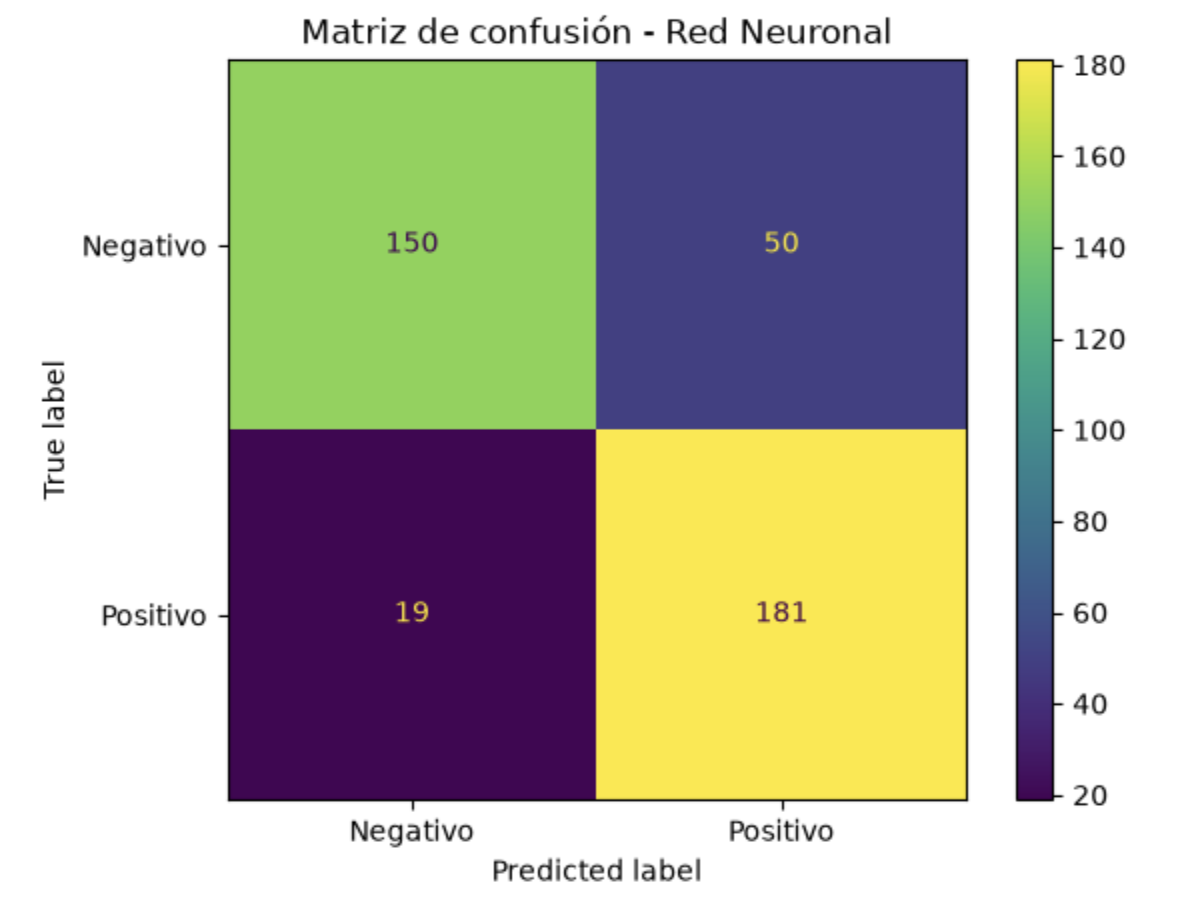 Matriz de confusión - Red Neuronal
True label
Negativo
150
50
Positivo
19
181
Negativo
Positivo
Predicted label
180
160
140
120
100
80
60
40
20